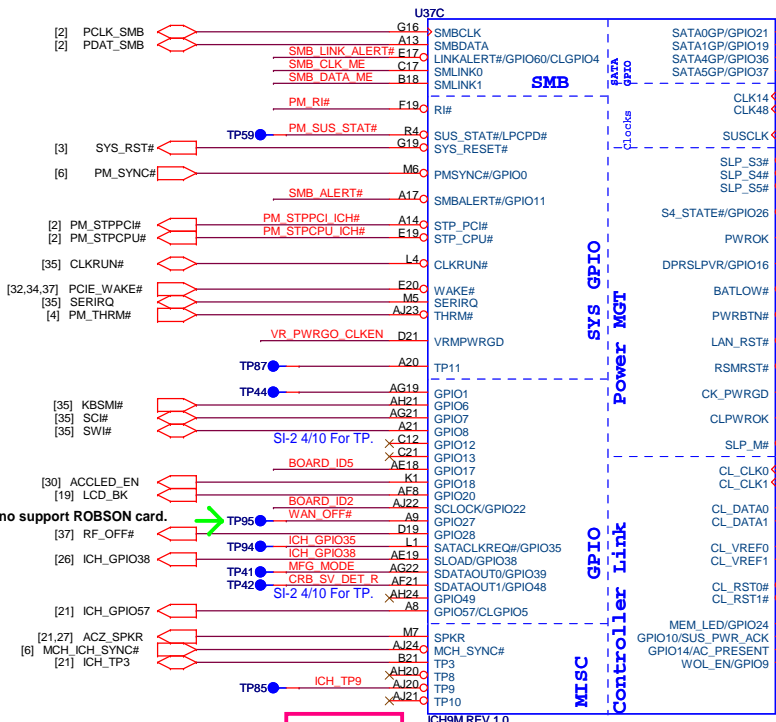 U37C
[2] PCLK_SMB G16 SMBCLK SATA0GP/GPIO21
[2] PDAT_SMB A13 SMBDATA SATA1GP/GPIO19
SMB_LINK_ALERT# E17 LINKALERT#/GPIO60/CLGPIO4 SATA4GP/GPIO36
SMB_CLK_ME C17 SMLINK0 SATA5GP/GPIO37
SMB_DATA_ME B18 SMLINK1
SMB
SATA
GPIO
PM_RI# F19 RI# CLK14
CLK48
Clocks
TP59 PM_SUS_STAT# R4 SUS_STAT#/LPCPD# SUSCLK
[3] SYS_RST# G19 SYS_RESET#
SLP_S3#
[6] PM_SYNC# M6 PMSYNC#/GPIO0 SLP_S4#
SLP_S5#
SMB_ALERT# A17 SMBALERT#/GPIO11
S4_STATE#/GPIO26
[2] PM_STPPCI# PM_STPPCI_ICH# A14 STP_PCI#
[2] PM_STPCPU# PM_STPCPU_ICH# E19 STP_CPU# PWROK
[35] CLKRUN# L4 CLKRUN# DPRSLPVR/GPIO16
[32,34,37] PCIE_WAKE# E20 WAKE# BATLOW#
[35] SERIRQ M5 SERIRQ
[4] PM_THRM# AJ23 THRM# PWRBTN#
VR_PWRGO_CLKEN D21 VRMPWRGD LAN_RST#
TP87 A20 TP11 RSMRST#
SYS GPIO
Power MGT
TP44 AG19 GPIO1 CK_PWRGD
[35] KBSMI# AH21 GPIO6
[35] SCI# AG21 GPIO7 CLPWROK
[35] SWI# A21 GPIO8
SI-2 4/10 For TP. C12 GPIO12 SLP_M#
C21 GPIO13
BOARD_ID5 AE18 GPIO17 CL_CLK0
[30] ACCLED_EN K1 GPIO18 CL_CLK1
[19] LCD_BK AF8 GPIO20
BOARD_ID2 AJ22 SCLOCK/GPIO22 CL_DATA0
no support ROBSON card. TP95 WAN_OFF# A9 GPIO27 CL_DATA1
[37] RF_OFF# D19 GPIO28
TP94 ICH_GPIO35 L1 SATACLKREQ#/GPIO35 CL_VREF0
[26] ICH_GPIO38 ICH_GPIO38 AE19 SLOAD/GPIO38 CL_VREF1
TP41 MFG_MODE AG22 SDATAOUT0/GPIO39
TP42 CRB_SV_DET_R AF21 SDATAOUT1/GPIO48 CL_RST0#
SI-2 4/10 For TP. AH24 GPIO49 CL_RST1#
[21] ICH_GPIO57 A8 GPIO57/CLGPIO5
GPIO
Controller Link
MEM_LED/GPIO24
[21,27] ACZ_SPKR M7 SPKR GPIO10/SUS_PWR_ACK
[6] MCH_ICH_SYNC# AJ24 MCH_SYNC# GPIO14/AC_PRESENT
[21] ICH_TP3 B21 TP3 WOL_EN/GPIO9
AH20 TP8
TP85 ICH_TP9 AJ20 TP9
AJ21 TP10
MISC
ICH9M REV 1.0